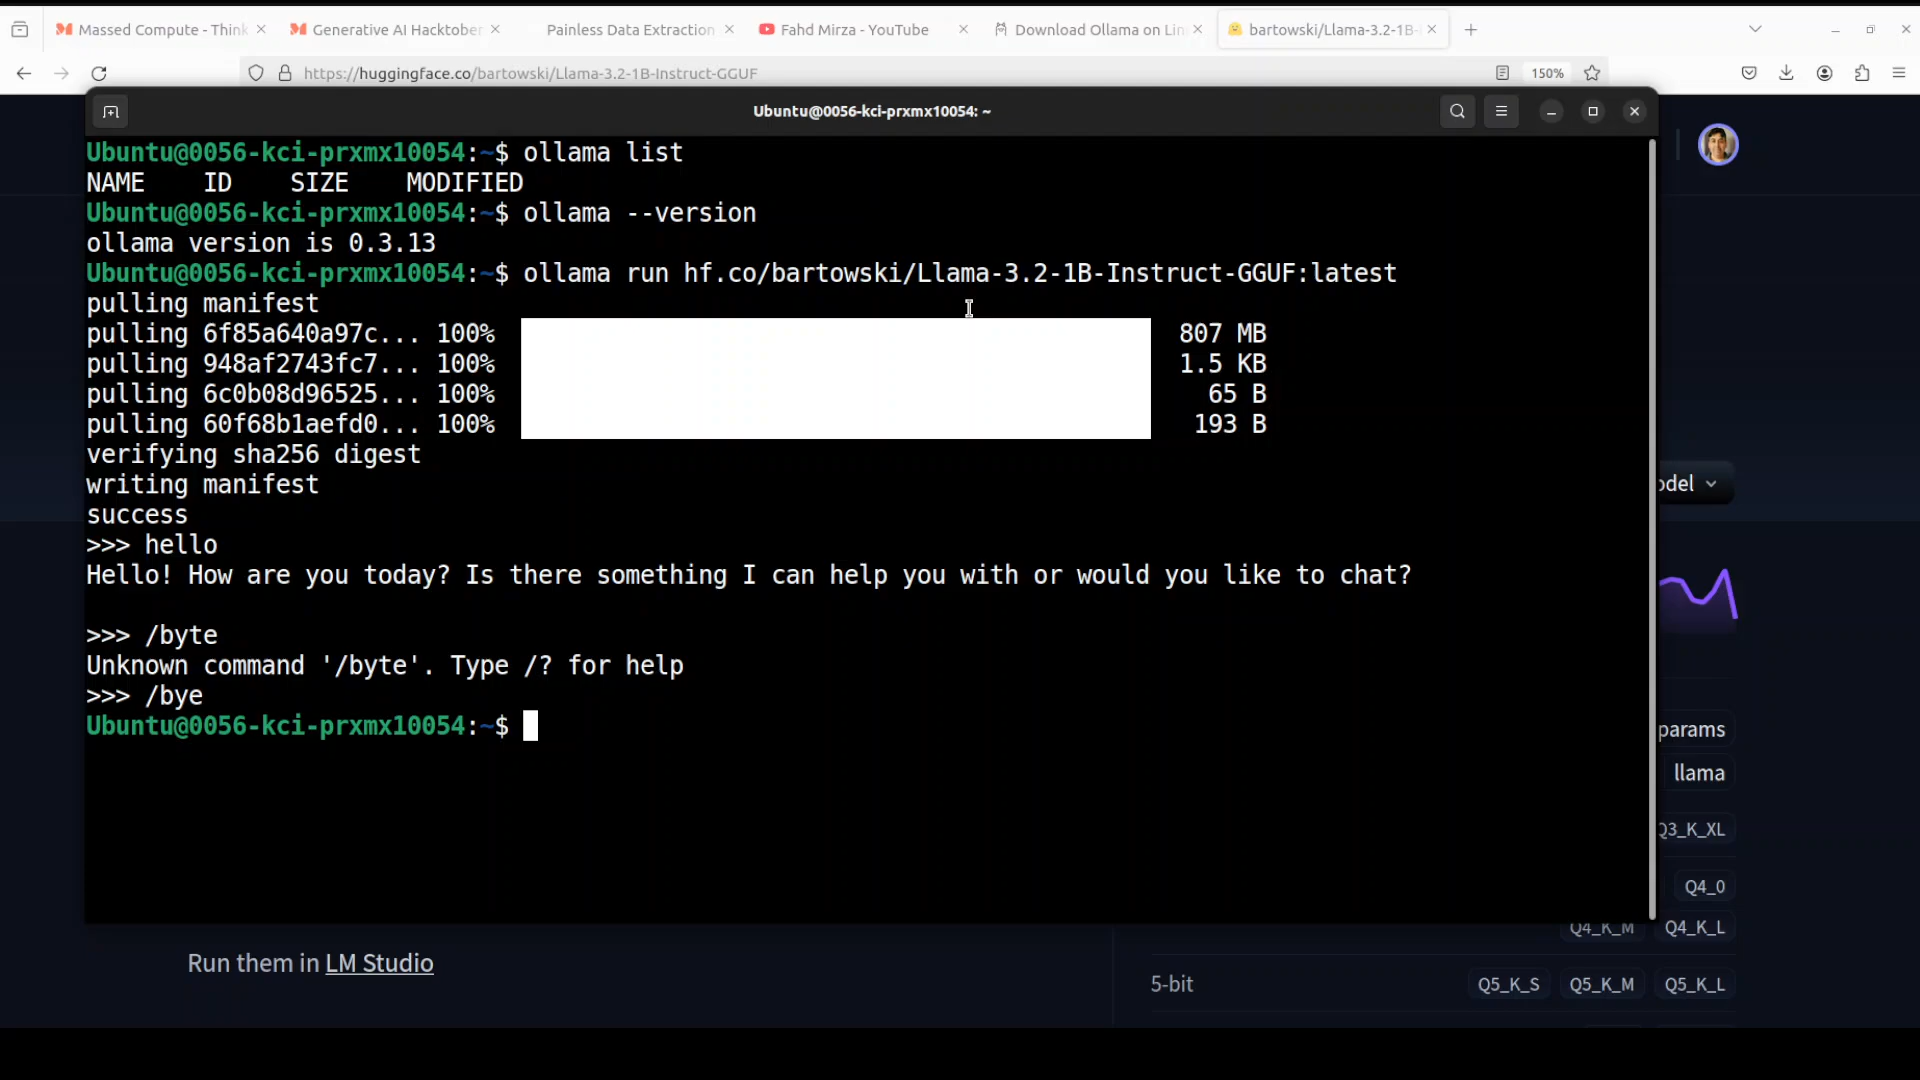 Massed Compute - Think
Generative AI Hacktober
Painless Data Extraction
Fahd Mirza - YouTube
Download Ollama on Lin
bartowski/Llama-3.2-1B-
https://huggingface.co/bartowski/Llama-3.2-1B-Instruct-GGUF
150%
Ubuntu@0056-kci-prxmx10054: ~
Ubuntu@0056-kci-prxmx10054:~$ ollama list
NAME    ID    SIZE    MODIFIED
Ubuntu@0056-kci-prxmx10054:~$ ollama --version
ollama version is 0.3.13
Ubuntu@0056-kci-prxmx10054:~$ ollama run hf.co/bartowski/Llama-3.2-1B-Instruct-GGUF:latest
pulling manifest
pulling 6f85a640a97c... 100% 807 MB
pulling 948af2743fc7... 100% 1.5 KB
pulling 6c0b08d96525... 100% 65 B
pulling 60f68b1aefd0... 100% 193 B
verifying sha256 digest
writing manifest
success
>>> hello
Hello! How are you today? Is there something I can help you with or would you like to chat?
>>> /byte
Unknown command '/byte'. Type /? for help
>>> /bye
Ubuntu@0056-kci-prxmx10054:~$
odel
params
llama
Q3_K_XL
Q4_0
Q4_K_M Q4_K_L
Run them in LM Studio
5-bit Q5_K_S Q5_K_M Q5_K_L